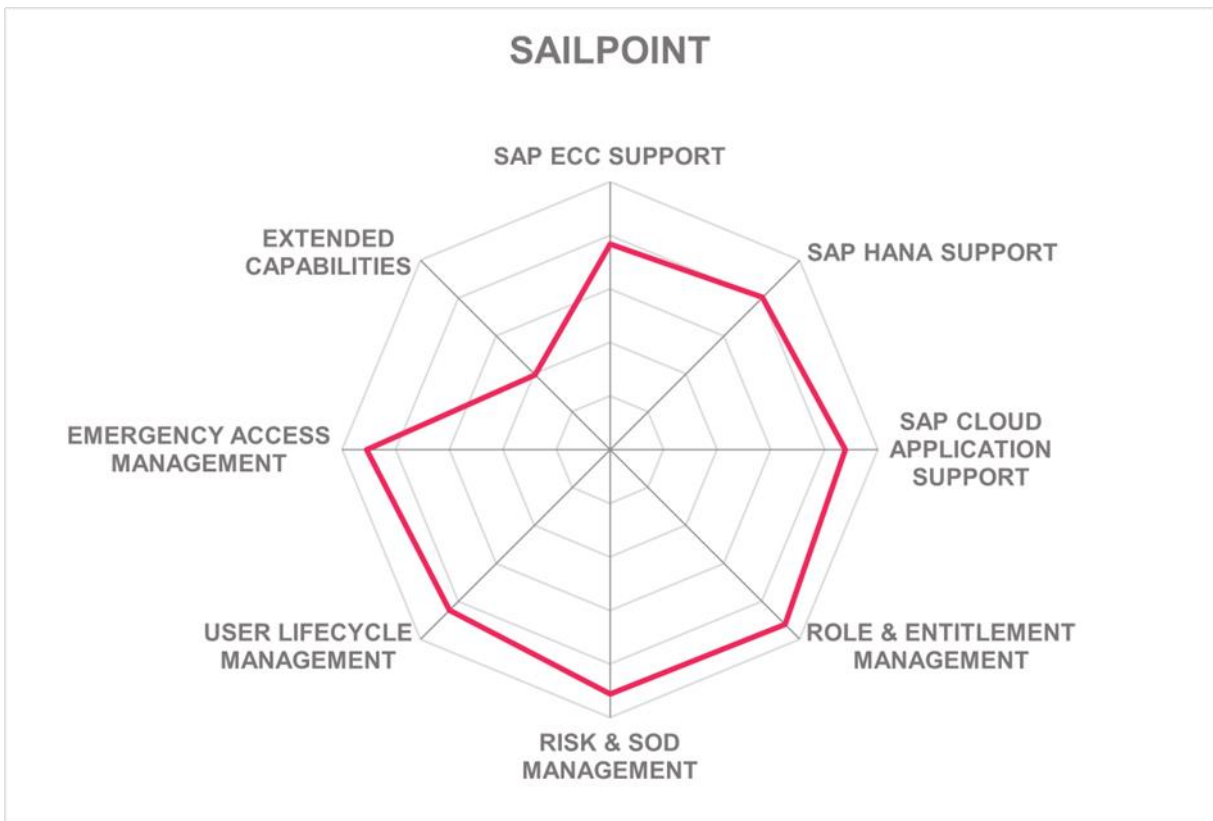 SAILPOINT
SAP ECC SUPPORT
EXTENDED
CAPABILITIES
SAP HANA SUPPORT
EMERGENCY ACCESS
MANAGEMENT
SAP CLOUD
APPLICATION
SUPPORT
USER LIFECYCLE
MANAGEMENT
ROLE & ENTITLEMENT
MANAGEMENT
RISK & SOD
MANAGEMENT